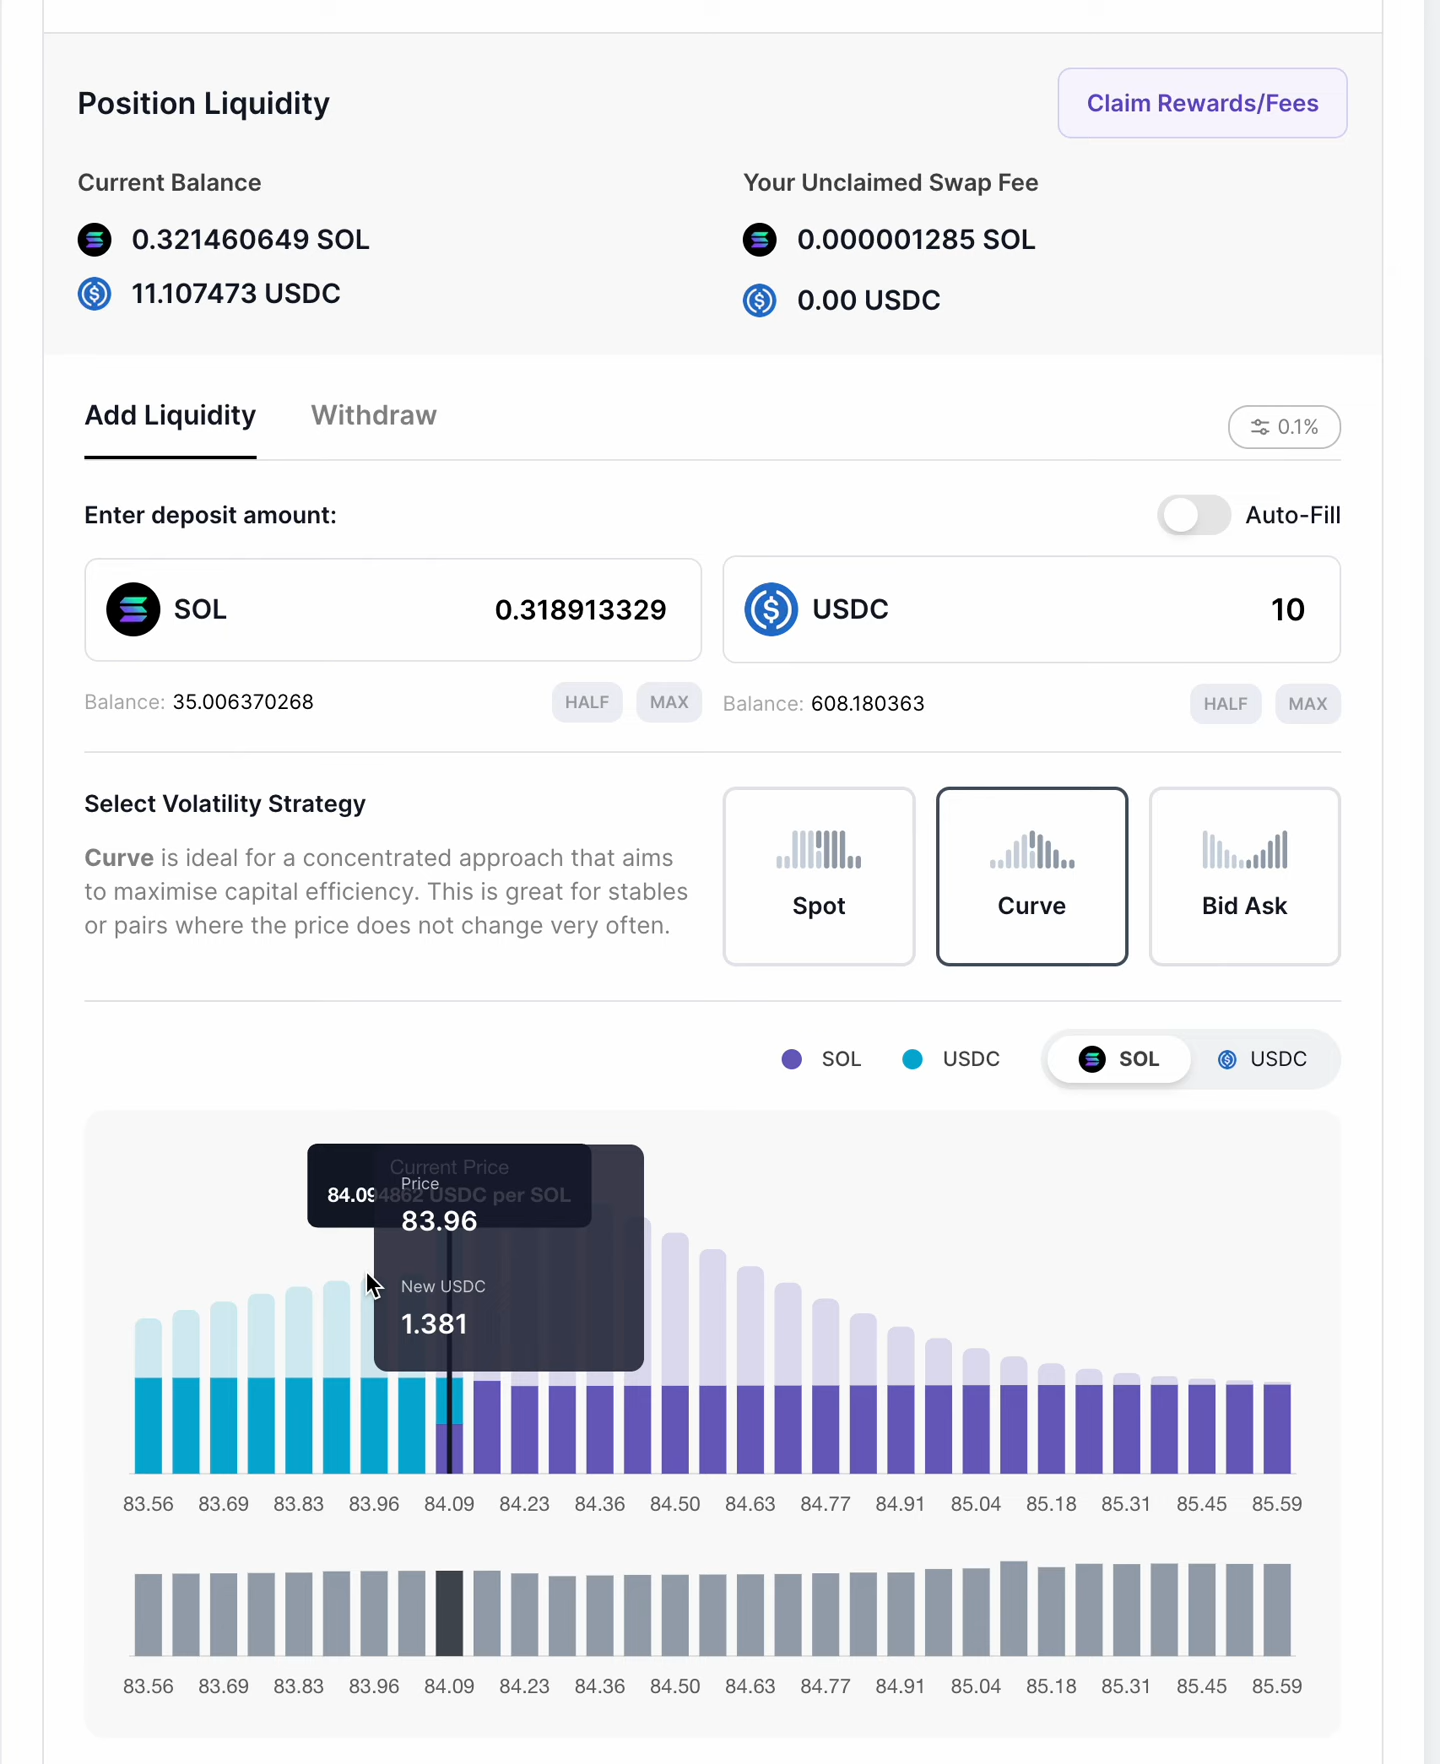 Position Liquidity
Claim Rewards/Fees
Current Balance
Your Unclaimed Swap Fee
0.321460649 SOL
0.000001285 SOL
11.107473 USDC
0.00 USDC
Add Liquidity
Withdraw
0.1%
Enter deposit amount:
Auto-Fill
SOL
0.318913329
USDC
10
Balance: 35.006370268
HALF
MAX
Balance: 608.180363
HALF
MAX
Select Volatility Strategy
Curve is ideal for a concentrated approach that aims
to maximise capital efficiency. This is great for stables
or pairs where the price does not change very often.
Spot
Curve
Bid Ask
SOL
USDC
SOL
USDC
Current Price
84.094862 USDC per SOL
Price
83.96
New USDC
1.381
83.56 83.69 83.83 83.96 84.09 84.23 84.36 84.50 84.63 84.77 84.91 85.04 85.18 85.31 85.45 85.59
83.56 83.69 83.83 83.96 84.09 84.23 84.36 84.50 84.63 84.77 84.91 85.04 85.18 85.31 85.45 85.59